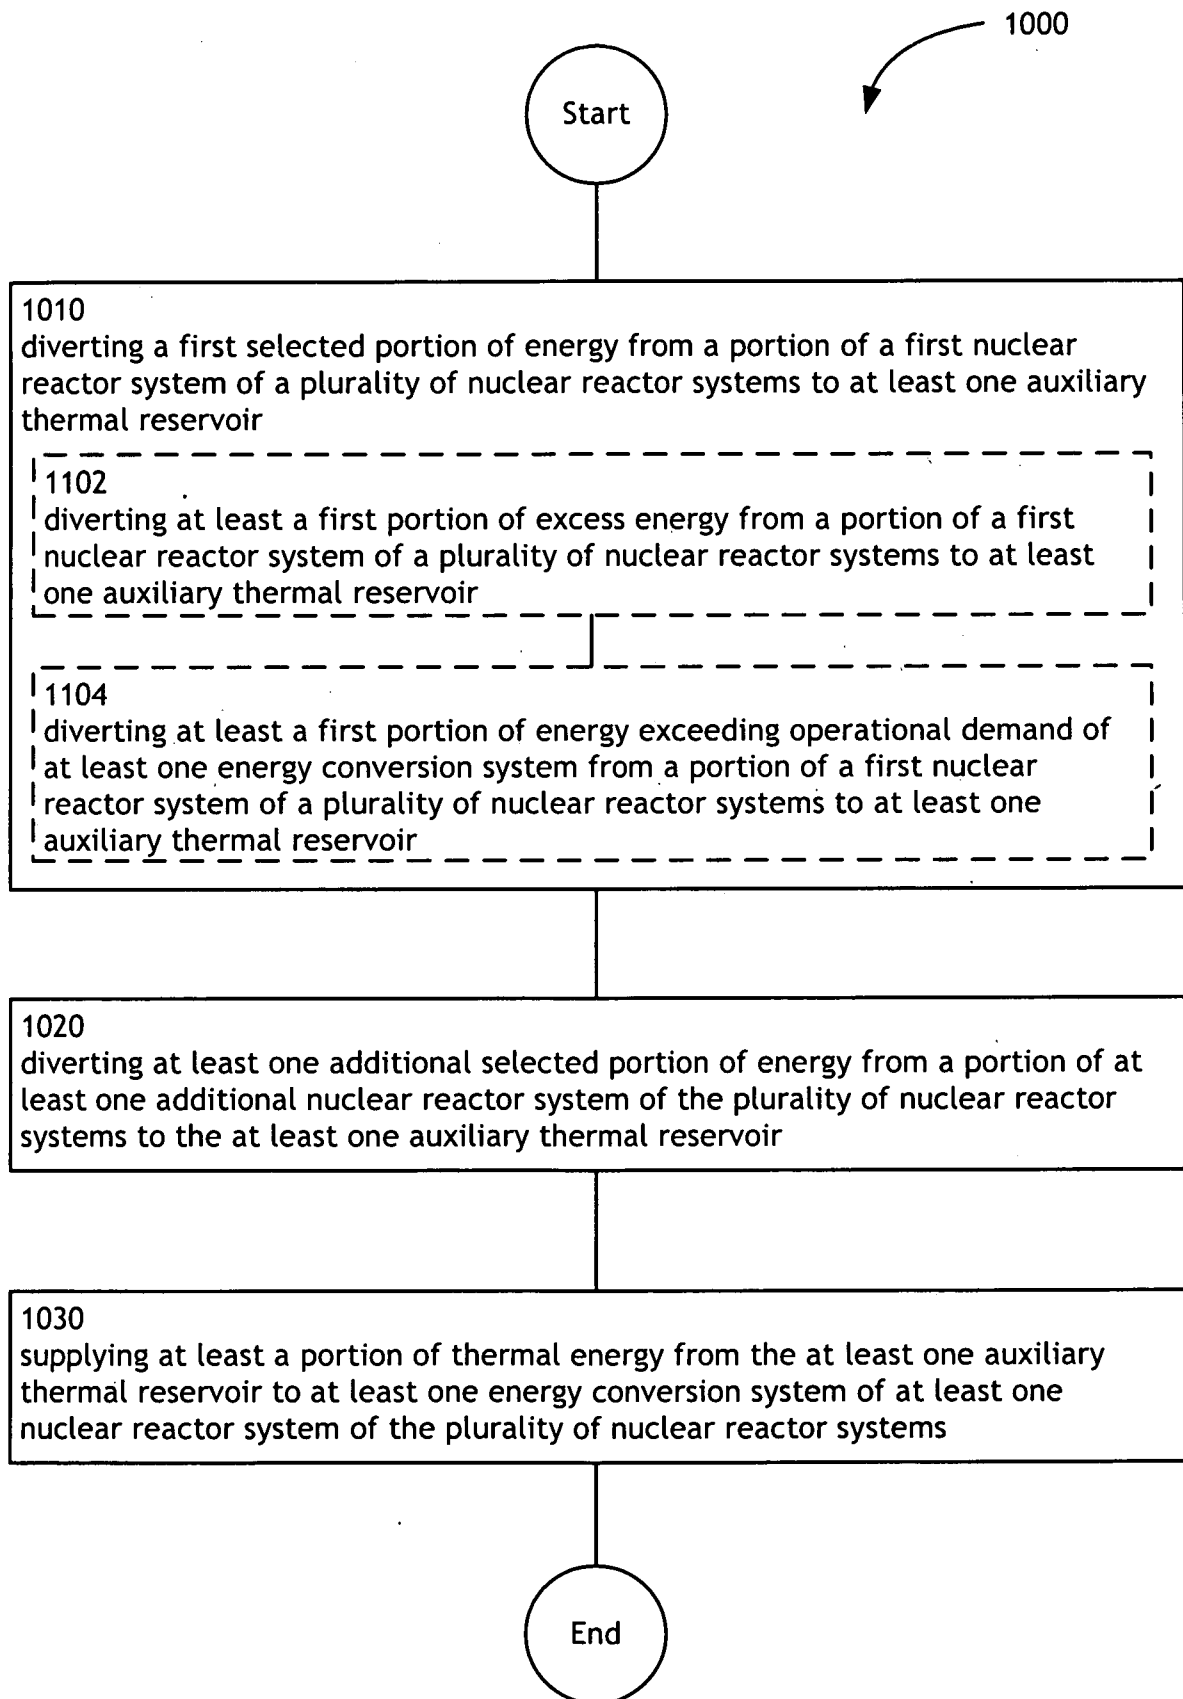 1000
Start
1010
diverting a first selected portion of energy from a portion of a first nuclear
reactor system of a plurality of nuclear reactor systems to at least one auxiliary
thermal reservoir
1102
diverting at least a first portion of excess energy from a portion of a first
nuclear reactor system of a plurality of nuclear reactor systems to at least
one auxiliary thermal reservoir
1104
diverting at least a first portion of energy exceeding operational demand of
at least one energy conversion system from a portion of a first nuclear
reactor system of a plurality of nuclear reactor systems to at least one
auxiliary thermal reservoir
1020
diverting at least one additional selected portion of energy from a portion of at
least one additional nuclear reactor system of the plurality of nuclear reactor
systems to the at least one auxiliary thermal reservoir
1030
supplying at least a portion of thermal energy from the at least one auxiliary
thermal reservoir to at least one energy conversion system of at least one
nuclear reactor system of the plurality of nuclear reactor systems
End